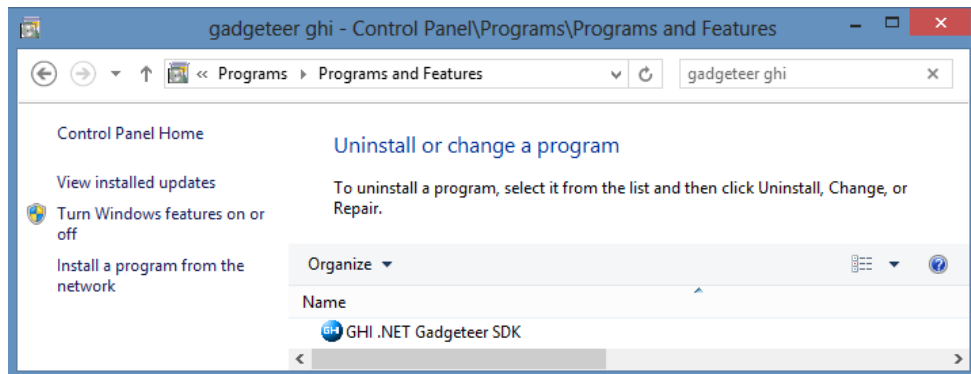 gadgeteer ghi - Control Panel\Programs\Programs and Features
« Programs Programs and Features
gadgeteer ghi
Control Panel Home
View installed updates
Turn Windows features on or
off
Install a program from the
network
Uninstall or change a program
To uninstall a program, select it from the list and then click Uninstall, Change, or
Repair.
Organize
Name
GHI .NET Gadgeteer SDK